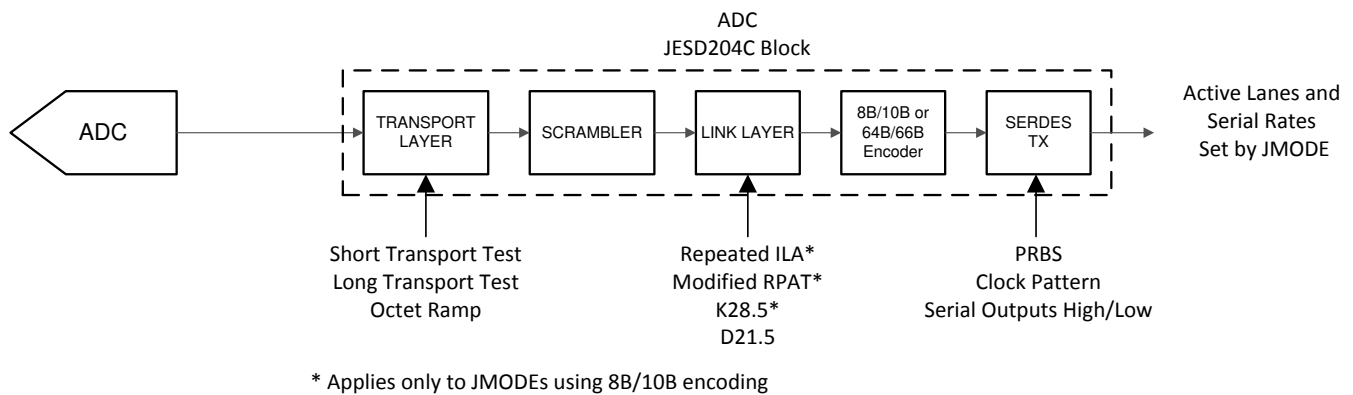 ADC
JESD204C Block
ADC
TRANSPORT
LAYER
SCRAMBLER
LINK LAYER
8B/10B or
64B/66B
Encoder
SERDES
TX
Active Lanes and
Serial Rates
Set by JMODE
Short Transport Test
Long Transport Test
Octet Ramp
Repeated ILA*
Modified RPAT*
K28.5*
D21.5
PRBS
Clock Pattern
Serial Outputs High/Low
* Applies only to JMODEs using 8B/10B encoding